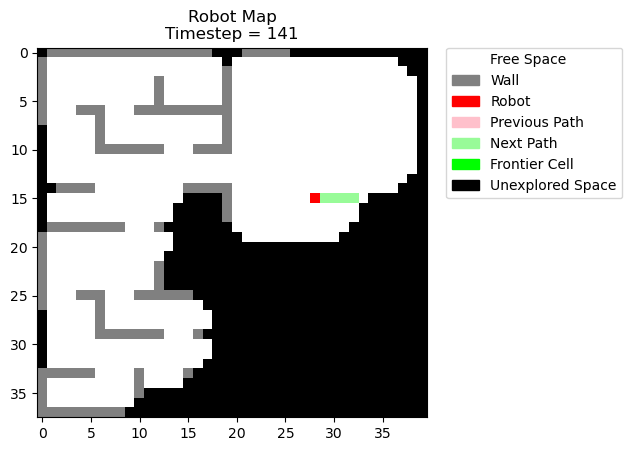 Robot Map
Timestep = 141
0
5
10
15
20
25
30
35
0
5
10
15
20
25
30
35
Free Space
Wall
Robot
Previous Path
Next Path
Frontier Cell
Unexplored Space